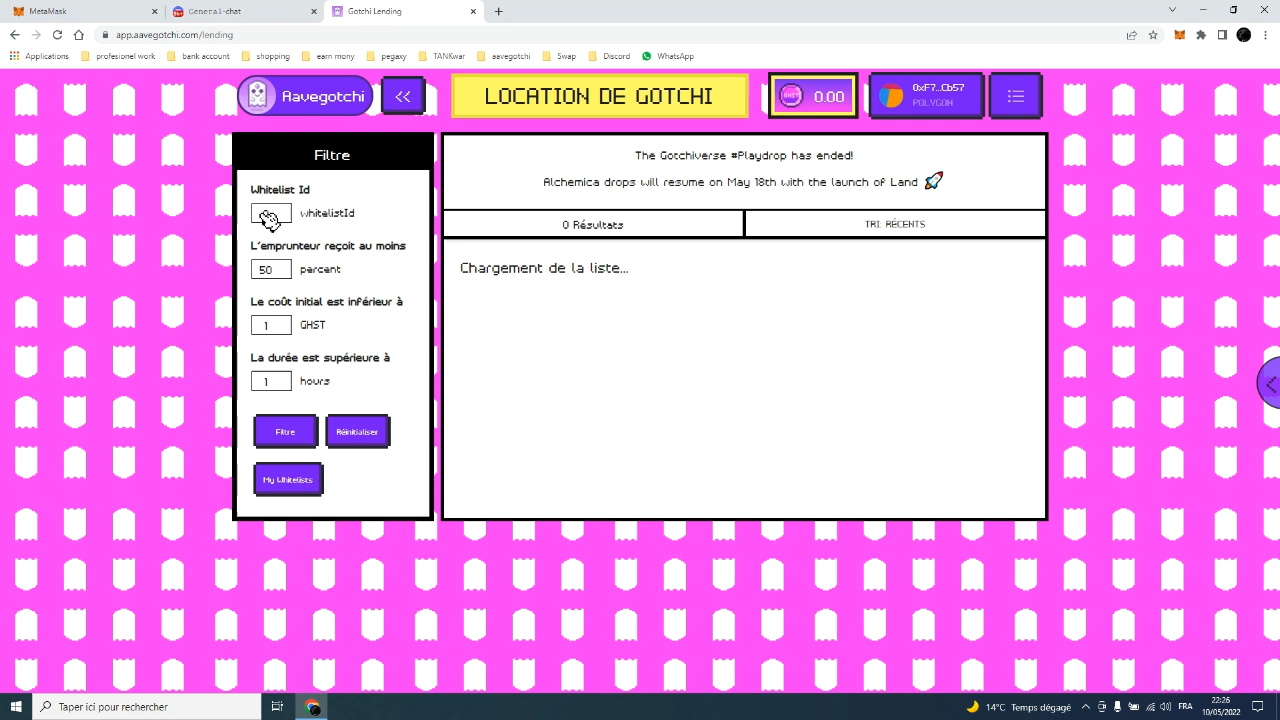 MetaMask
General-chat
Gotchi Lending
app.aavegotchi.com/lending
Applications
profesionel work
bank account
shopping
earn mony
pegaxy
TANKwar
aavegotchi
Swap
Discord
WhatsApp
Aavegotchi
<<
LOCATION DE GOTCHI
GHST
0.00
0xF7...Cb57
POLYGON
Filtre
Whitelist Id
whitelistId
L'emprunteur reçoit au moins
50 percent
Le coût initial est inférieur à
1 GHST
La durée est supérieure à
1 hours
Filtre
Réinitialiser
My Whitelists
The Gotchiverse #Playdrop has ended!
Alchemica drops will resume on May 18th with the launch of Land 🚀
0 Résultats
TRI: RÉCENTS
Chargement de la liste...
Taper ici pour rechercher
14°C Temps dégagé
FRA
22:26
10/05/2022